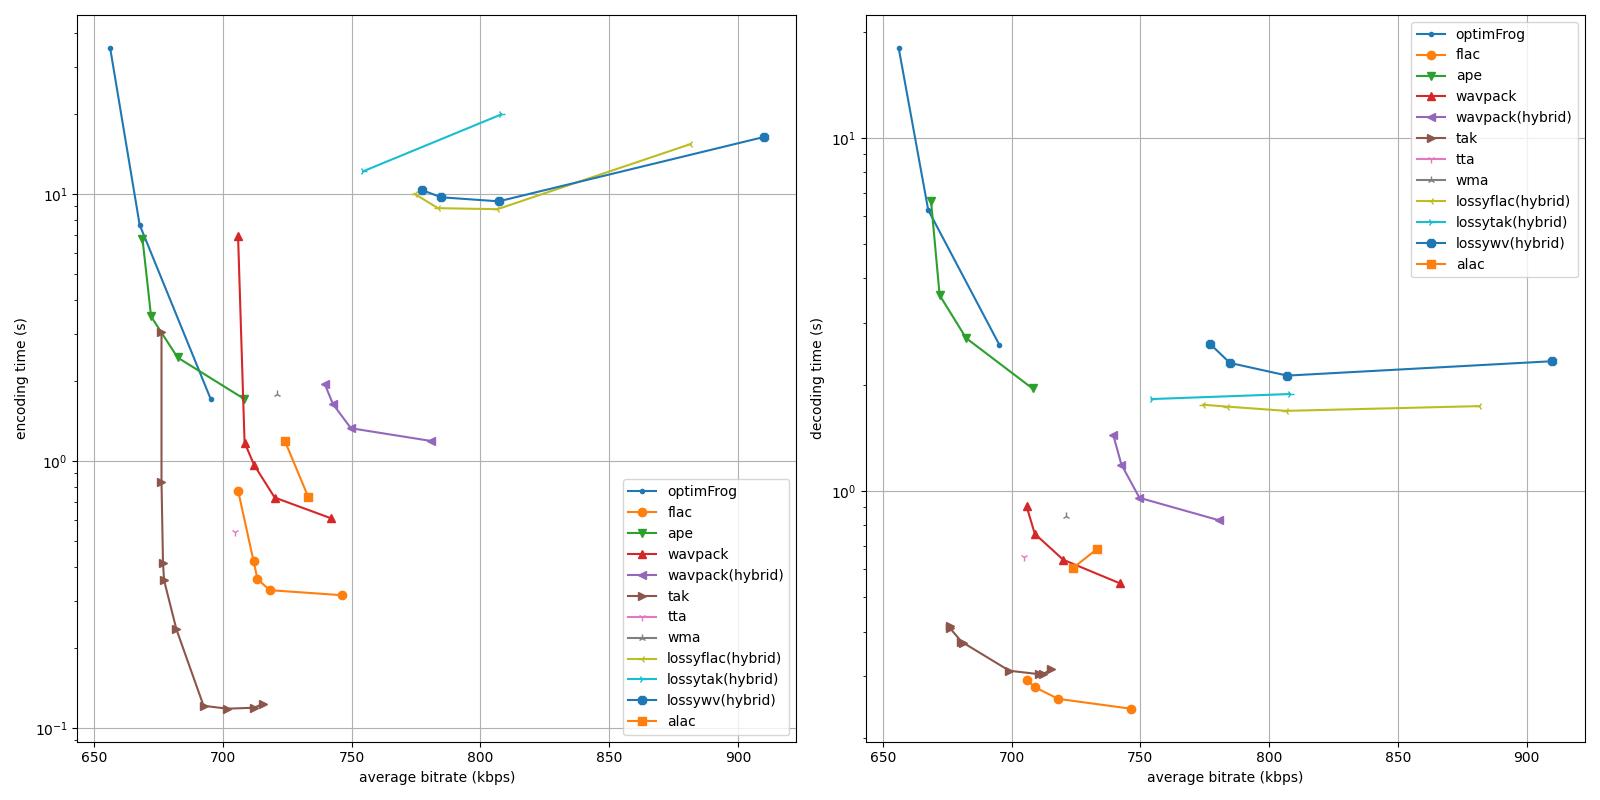 encoding time (s)
10¹
10⁰
10⁻¹
optimFrog
flac
ape
wavpack
wavpack(hybrid)
tak
tta
wma
lossyflac(hybrid)
lossytak(hybrid)
lossywv(hybrid)
alac
650 700 750 800 850 900
average bitrate (kbps)
decoding time (s)
10¹
10⁰
optimFrog
flac
ape
wavpack
wavpack(hybrid)
tak
tta
wma
lossyflac(hybrid)
lossytak(hybrid)
lossywv(hybrid)
alac
650 700 750 800 850 900
average bitrate (kbps)